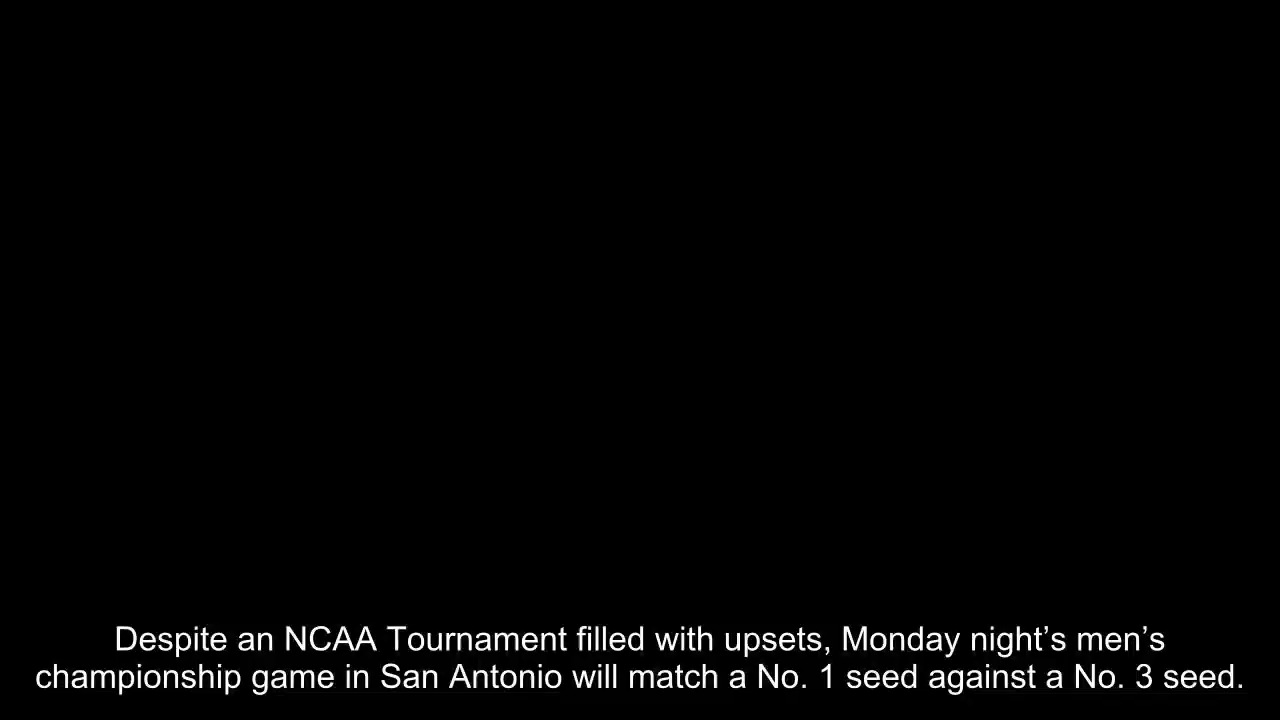 Despite an NCAA Tournament filled with upsets, Monday night’s men’s
championship game in San Antonio will match a No. 1 seed against a No. 3 seed.